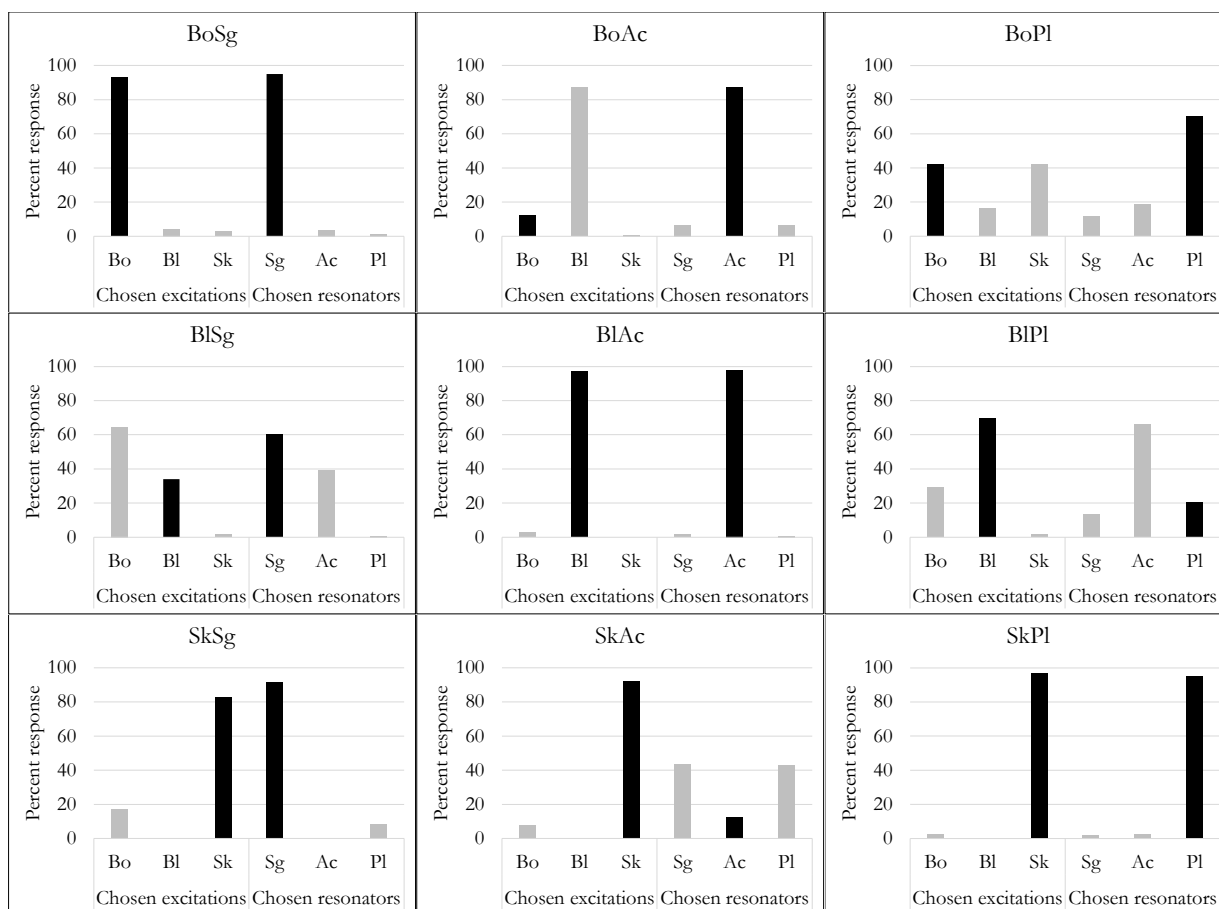 BoSg
Percent response
100
80
60
40
20
0
Bo Bl Sk Sg Ac Pl
Chosen excitations Chosen resonators
BoAc
Percent response
100
80
60
40
20
0
Bo Bl Sk Sg Ac Pl
Chosen excitations Chosen resonators
BoPl
Percent response
100
80
60
40
20
0
Bo Bl Sk Sg Ac Pl
Chosen excitations Chosen resonators
BlSg
Percent response
100
80
60
40
20
0
Bo Bl Sk Sg Ac Pl
Chosen excitations Chosen resonators
BlAc
Percent response
100
80
60
40
20
0
Bo Bl Sk Sg Ac Pl
Chosen excitations Chosen resonators
BlPl
Percent response
100
80
60
40
20
0
Bo Bl Sk Sg Ac Pl
Chosen excitations Chosen resonators
SkSg
Percent response
100
80
60
40
20
0
Bo Bl Sk Sg Ac Pl
Chosen excitations Chosen resonators
SkAc
Percent response
100
80
60
40
20
0
Bo Bl Sk Sg Ac Pl
Chosen excitations Chosen resonators
SkPl
Percent response
100
80
60
40
20
0
Bo Bl Sk Sg Ac Pl
Chosen excitations Chosen resonators